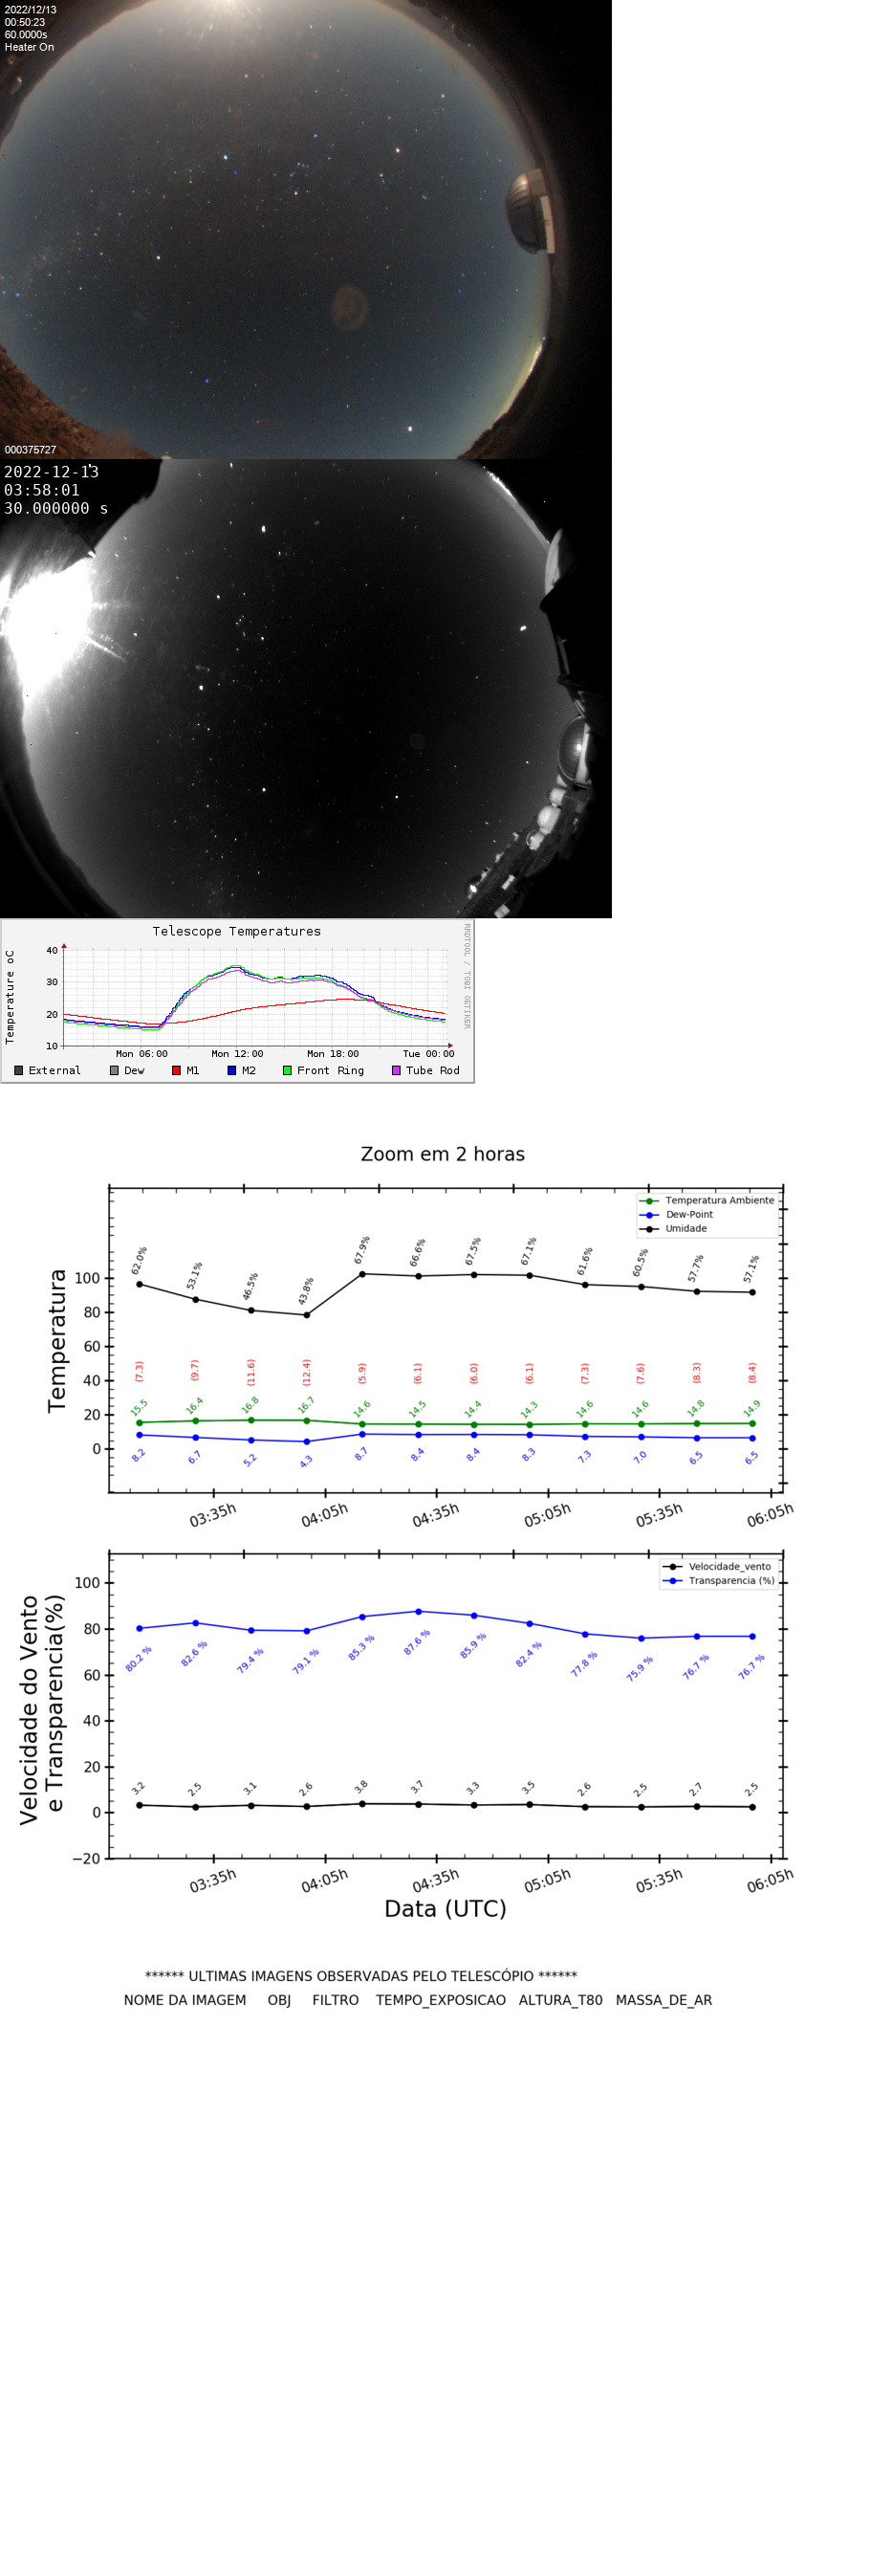 2022/12/13
00:50:23
60.0000s
Heater On
000375727
2022-12-13
03:58:01
30.000000 s
Telescope Temperatures
RRDTOOL / TOBI OETIKER
Temperature oC
40
30
20
10
Mon 06:00 Mon 12:00 Mon 18:00 Tue 00:00
External Dew M1 M2 Front Ring Tube Rod
Zoom em 2 horas
Temperatura Ambiente
Dew-Point
Umidade
Temperatura
100
80
60
40
20
0
62.0% 53.1% 46.5% 43.8% 67.9% 66.6% 67.5% 67.1% 61.6% 60.5% 57.7% 57.1%
(7.3) (9.7) (11.6) (12.4) (5.9) (6.1) (6.0) (6.1) (7.3) (7.6) (8.3) (8.4)
15.5 16.4 16.8 16.7 14.6 14.5 14.4 14.3 14.6 14.6 14.8 14.9
8.2 6.7 5.2 4.3 8.7 8.4 8.4 8.3 7.3 7.0 6.5 6.5
03:35h 04:05h 04:35h 05:05h 05:35h 06:05h
Velocidade_vento
Transparencia (%)
Velocidade do Vento
e Transparencia(%)
100
80
60
40
20
0
−20
80.2 % 82.6 % 79.4 % 79.1 % 85.3 % 87.6 % 85.9 % 82.4 % 77.8 % 75.9 % 76.7 % 76.7 %
3.2 2.5 3.1 2.6 3.8 3.7 3.3 3.5 2.6 2.5 2.7 2.5
03:35h 04:05h 04:35h 05:05h 05:35h 06:05h
Data (UTC)
****** ULTIMAS IMAGENS OBSERVADAS PELO TELESCÓPIO ******
NOME DA IMAGEM OBJ FILTRO TEMPO_EXPOSICAO ALTURA_T80 MASSA_DE_AR